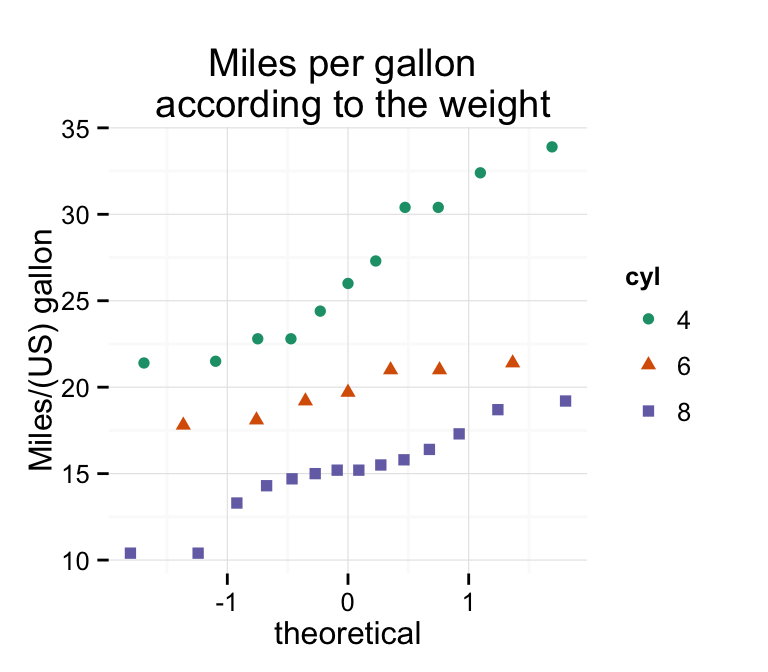 Miles per gallon
according to the weight
Miles/(US) gallon
35
30
25
20
15
10
-1
0
1
theoretical
cyl
4
6
8